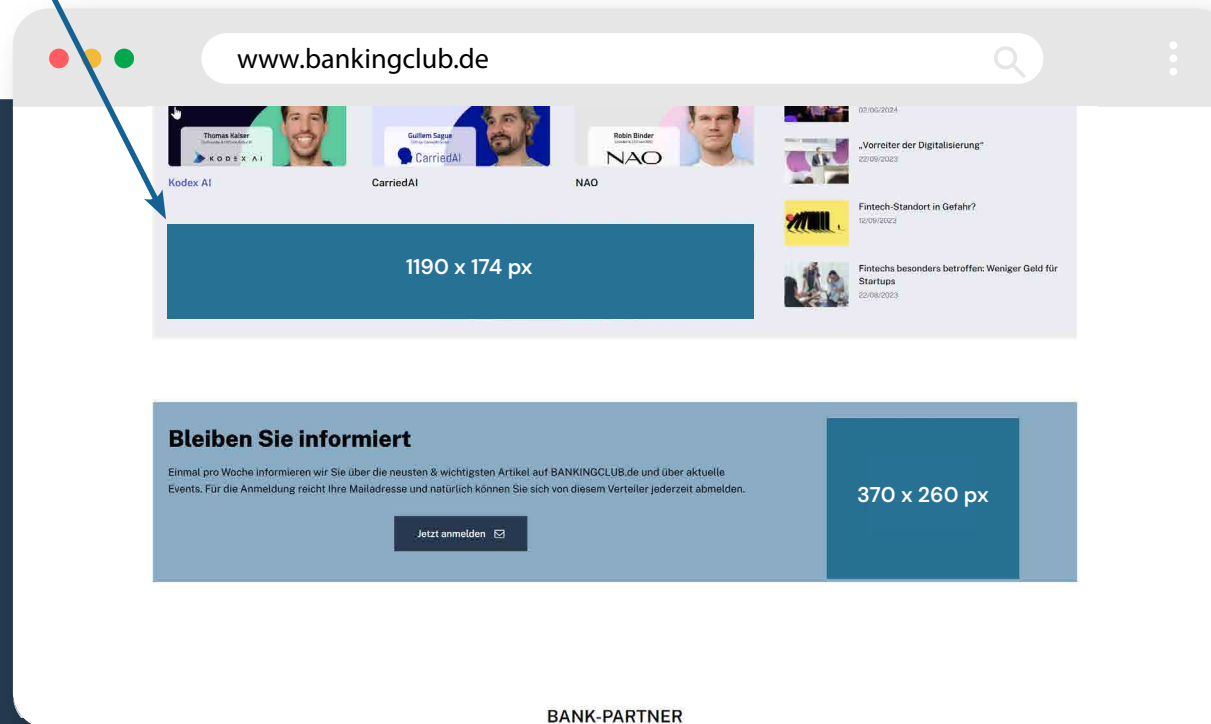 www.bankingclub.de
02/06/2024
Thomas Kaiser
KODEX AI
Guillem Sague
CarriedAI
Robin Binder
NAO
Kodex AI
CarriedAI
NAO
„Vorreiter der Digitalisierung“
22/09/2023
Fintech-Standort in Gefahr?
12/09/2023
1190 x 174 px
Fintechs besonders betroffen: Weniger Geld für
Startups
22/08/2023
Bleiben Sie informiert
Einmal pro Woche informieren wir Sie über die neusten & wichtigsten Artikel auf BANKINGCLUB.de und über aktuelle
Events. Für die Anmeldung reicht Ihre Mailadresse und natürlich können Sie sich von diesem Verteiler jederzeit abmelden.
Jetzt anmelden
370 x 260 px
BANK-PARTNER